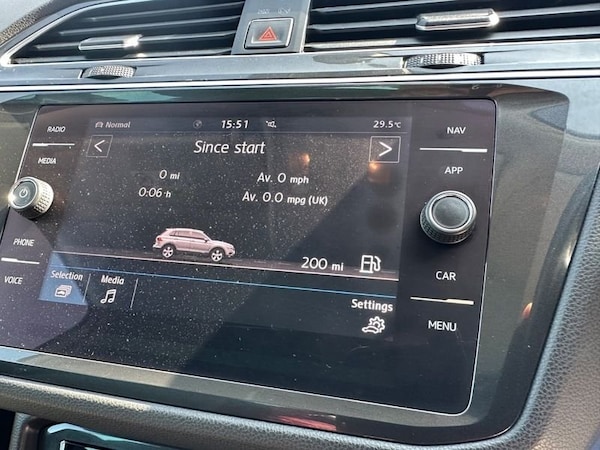 RADIO
MEDIA
PHONE
VOICE
Normal 15:51 29.5°C
< Since start >
0 mi Av. 0 mph
0:06 h Av. 0.0 mpg (UK)
200 mi
Selection Media Settings
NAV
APP
CAR
MENU